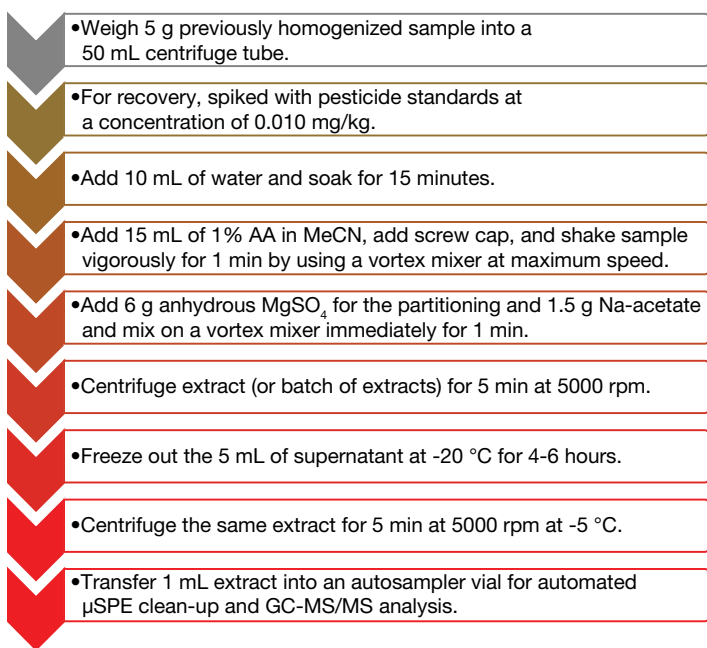 •Weigh 5 g previously homogenized sample into a
50 mL centrifuge tube.
•For recovery, spiked with pesticide standards at
a concentration of 0.010 mg/kg.
•Add 10 mL of water and soak for 15 minutes.
•Add 15 mL of 1% AA in MeCN, add screw cap, and shake sample
vigorously for 1 min by using a vortex mixer at maximum speed.
•Add 6 g anhydrous MgSO₄ for the partitioning and 1.5 g Na-acetate
and mix on a vortex mixer immediately for 1 min.
•Centrifuge extract (or batch of extracts) for 5 min at 5000 rpm.
•Freeze out the 5 mL of supernatant at -20 °C for 4-6 hours.
•Centrifuge the same extract for 5 min at 5000 rpm at -5 °C.
•Transfer 1 mL extract into an autosampler vial for automated
µSPE clean-up and GC-MS/MS analysis.